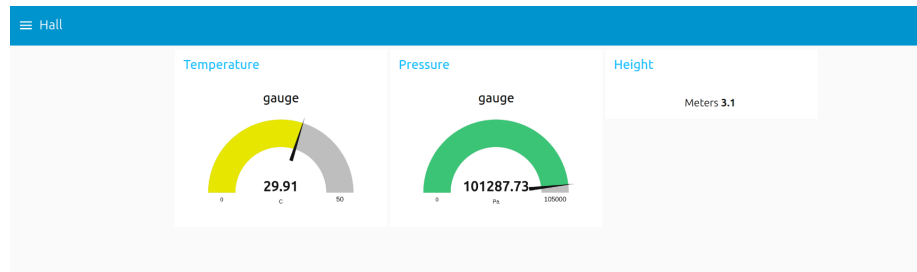 Hall
Temperature
gauge
29.91
0
C
50
Pressure
gauge
101287.73
0
Pa
105000
Height
Meters 3.1